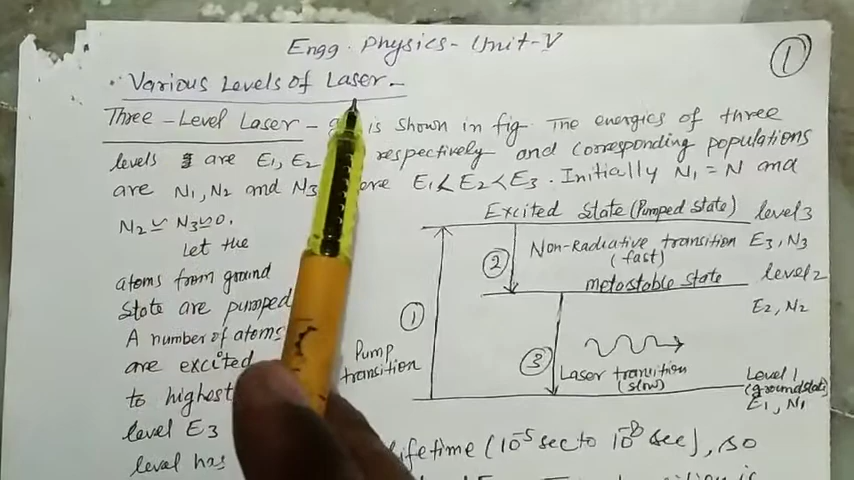 Engg. Physics - Unit-V
1
Various Levels of Laser -
Three - Level Laser - is shown in fig. The energies of three
levels are E1, E2 respectively and corresponding populations
are N1, N2 and N3 E1 < E2 < E3. Initially N1 = N and
N2 ≃ N3 ≃ 0.
Let the
atoms from ground
state are pumped
A number of atoms
are excited
to highest
level E3
level has lifetime (10⁻⁵ sec to 10⁻⁸ sec), so
Excited State (Pumped State) level 3
② Non-Radiative transition E3, N3
(fast)
metastable state level 2
E2, N2
①
Pump
transition
③
Laser transition
(slow)
Level 1
(ground state)
E1, N1